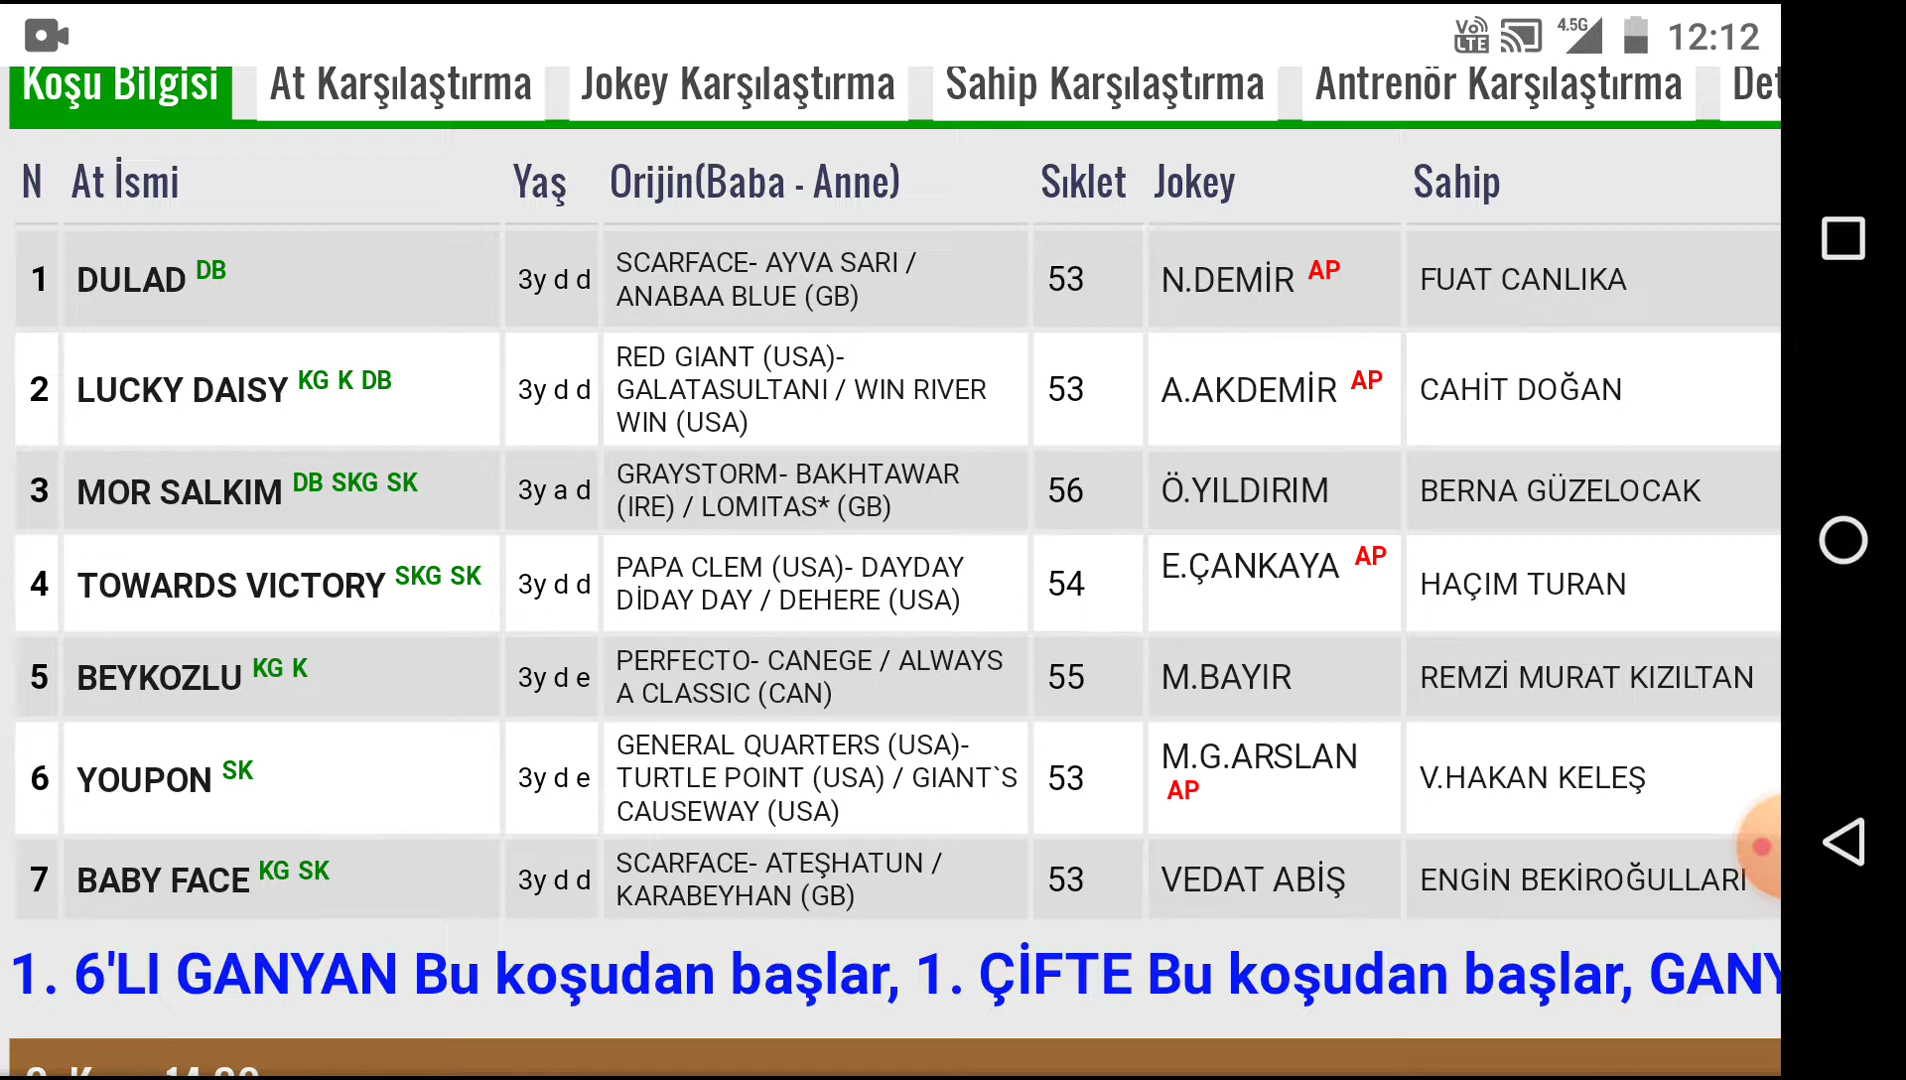 Vo LTE 4.5G 12:12
Koşu Bilgisi At Karşılaştırma Jokey Karşılaştırma Sahip Karşılaştırma Antrenör Karşılaştırma Det
N At İsmi Yaş Orijin(Baba - Anne) Sıklet Jokey Sahip
1 DULAD DB 3y d d SCARFACE- AYVA SARI / 53 N.DEMİR AP FUAT CANLIKA
ANABAA BLUE (GB)
2 LUCKY DAISY KG K DB 3y d d RED GIANT (USA)- 53 A.AKDEMİR AP CAHİT DOĞAN
GALATASULTANI / WIN RIVER
WIN (USA)
3 MOR SALKIM DB SKG SK 3y a d GRAYSTORM- BAKHTAWAR 56 Ö.YILDIRIM BERNA GÜZELOCAK
(IRE) / LOMITAS* (GB)
4 TOWARDS VICTORY SKG SK 3y d d PAPA CLEM (USA)- DAYDAY 54 E.ÇANKAYA AP HAÇIM TURAN
DİDAY DAY / DEHERE (USA)
5 BEYKOZLU KG K 3y d e PERFECTO- CANEGE / ALWAYS 55 M.BAYIR REMZİ MURAT KIZILTAN
A CLASSIC (CAN)
6 YOUPON SK 3y d e GENERAL QUARTERS (USA)- 53 M.G.ARSLAN AP V.HAKAN KELEŞ
TURTLE POINT (USA) / GIANT`S
CAUSEWAY (USA)
7 BABY FACE KG SK 3y d d SCARFACE- ATEŞHATUN / 53 VEDAT ABİŞ ENGİN BEKİROĞULLARI
KARABEYHAN (GB)
1. 6'LI GANYAN Bu koşudan başlar, 1. ÇİFTE Bu koşudan başlar, GANY